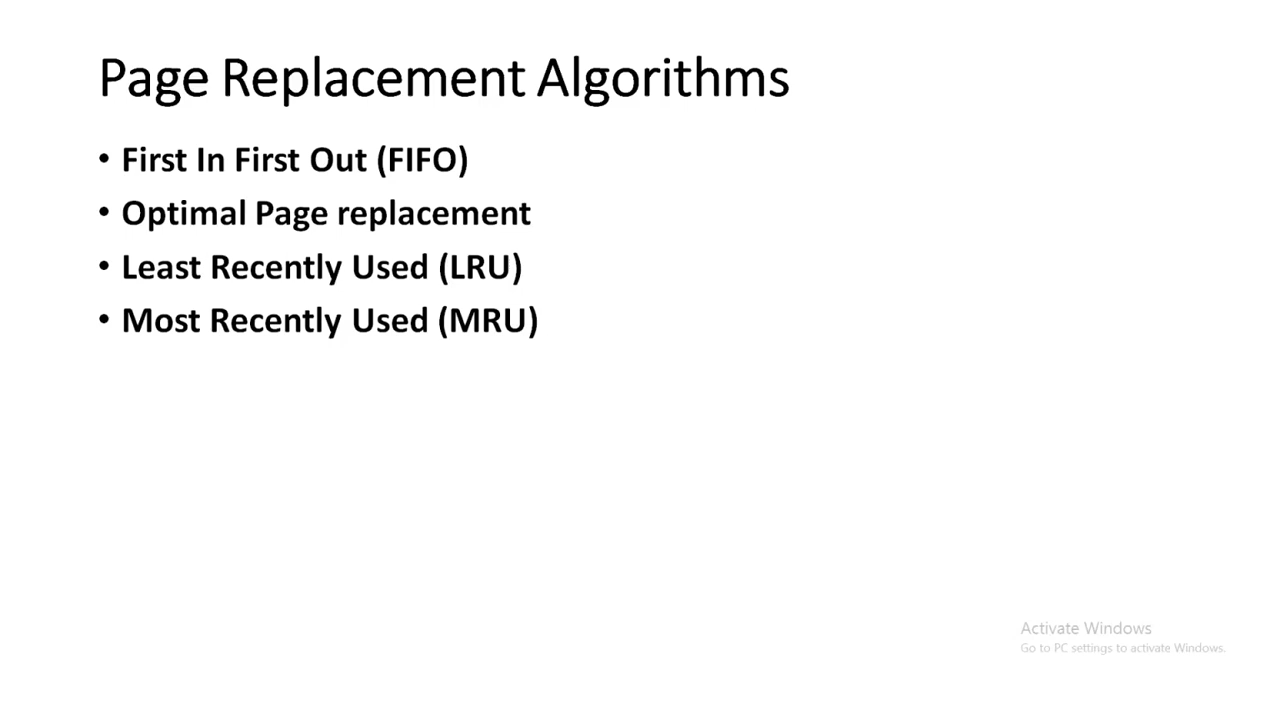 Page Replacement Algorithms
• First In First Out (FIFO)
• Optimal Page replacement
• Least Recently Used (LRU)
• Most Recently Used (MRU)
Activate Windows
Go to PC settings to activate Windows.